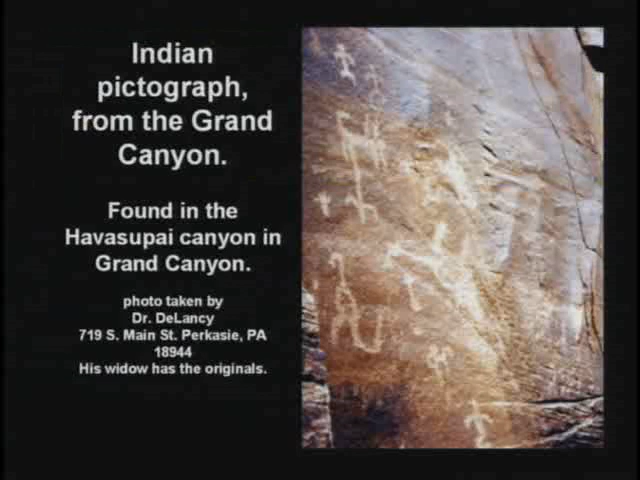 Indian
pictograph,
from the Grand
Canyon.
Found in the
Havasupai canyon in
Grand Canyon.
photo taken by
Dr. DeLancy
719 S. Main St. Perkasie, PA
18944
His widow has the originals.